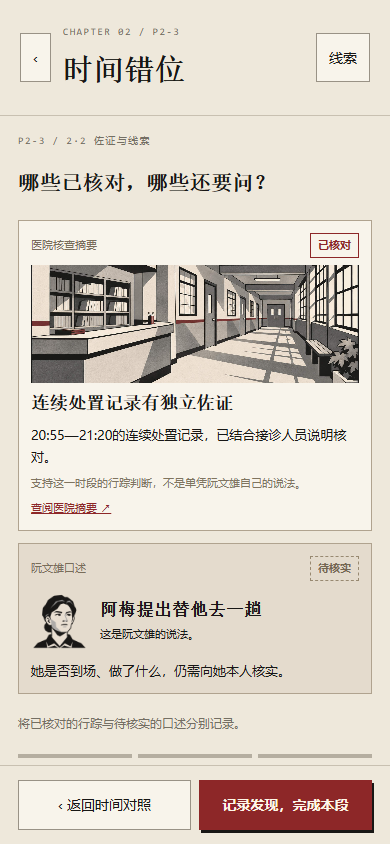 ‹
CHAPTER 02 / P2-3
时间错位
线索
P2-3 / 2·2 佐证与线索
哪些已核对，哪些还要问？
医院核查摘要
已核对
连续处置记录有独立佐证
20:55—21:20的连续处置记录，已结合接诊人员说明核
对。
支持这一时段的行踪判断，不是单凭阮文雄自己的说法。
查阅医院摘要 ↗
阮文雄口述
待核实
阿梅提出替他去一趟
这是阮文雄的说法。
她是否到场、做了什么，仍需向她本人核实。
将已核对的行踪与待核实的口述分别记录。
‹ 返回时间对照
记录发现，完成本段